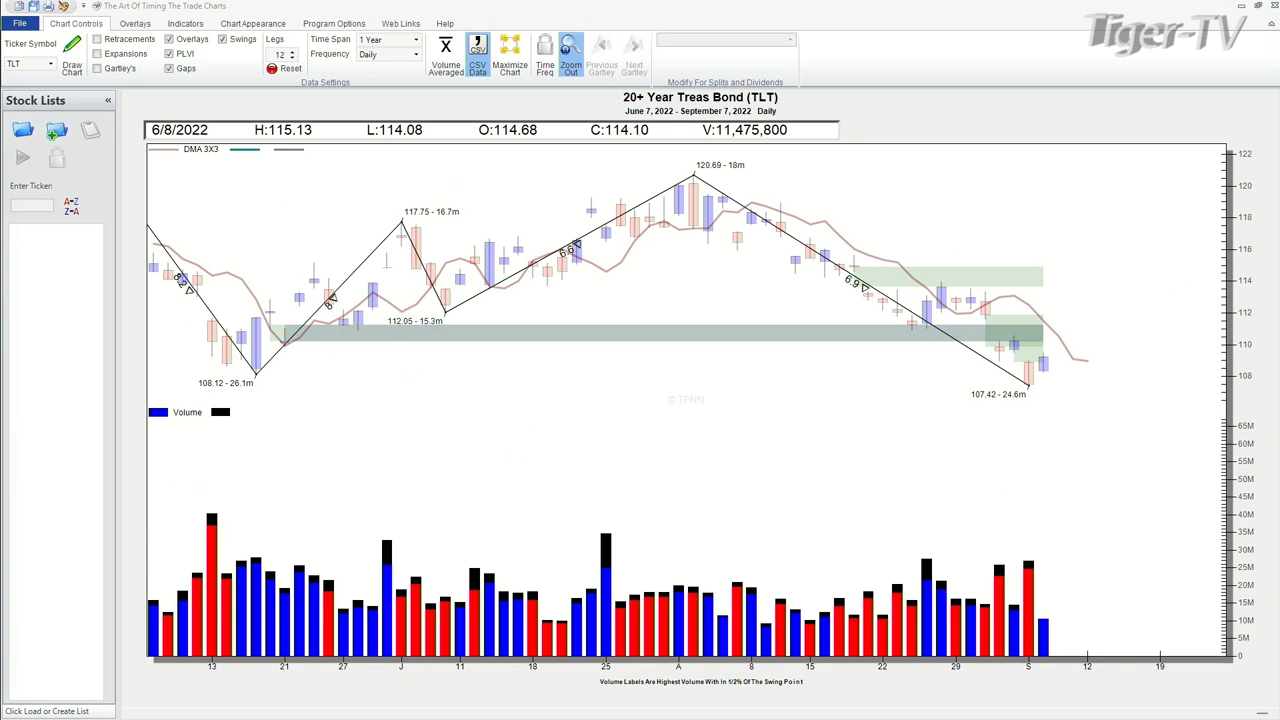 The Art Of Timing The Trade Charts
Tiger-TV
File Chart Controls Overlays Indicators Chart Appearance Program Options Web Links Help
Ticker Symbol
TLT
Draw Chart
Retracements Overlays Swings
Expansions PLVI
Gartley's Gaps
Legs
12
Reset
Time Span 1 Year
Frequency Daily
Data Settings
Volume Averaged
CSV Data
Maximize Chart
Time Freq
Zoom Out
Previous Gartley
Next Gartley
Modify For Splits and Dividends
Stock Lists «
Enter Ticker:
A-Z
Z-A
Click Load or Create List
20+ Year Treas Bond (TLT)
June 7, 2022 - September 7, 2022 Daily
6/8/2022 H:115.13 L:114.08 O:114.68 C:114.10 V:11,475,800
DMA 3X3
120.69 - 18m
117.75 - 16.7m
112.05 - 15.3m
108.12 - 26.1m
107.42 - 24.6m
8
6.6
6.9
© TFNN
Volume
122
120
118
116
114
112
110
108
65M
60M
55M
50M
45M
40M
35M
30M
25M
20M
15M
10M
5M
0
13 21 27 J 11 18 25 A 8 15 22 29 S 12 19
Volume Labels Are Highest Volume With In 1/2% Of The Swing Point